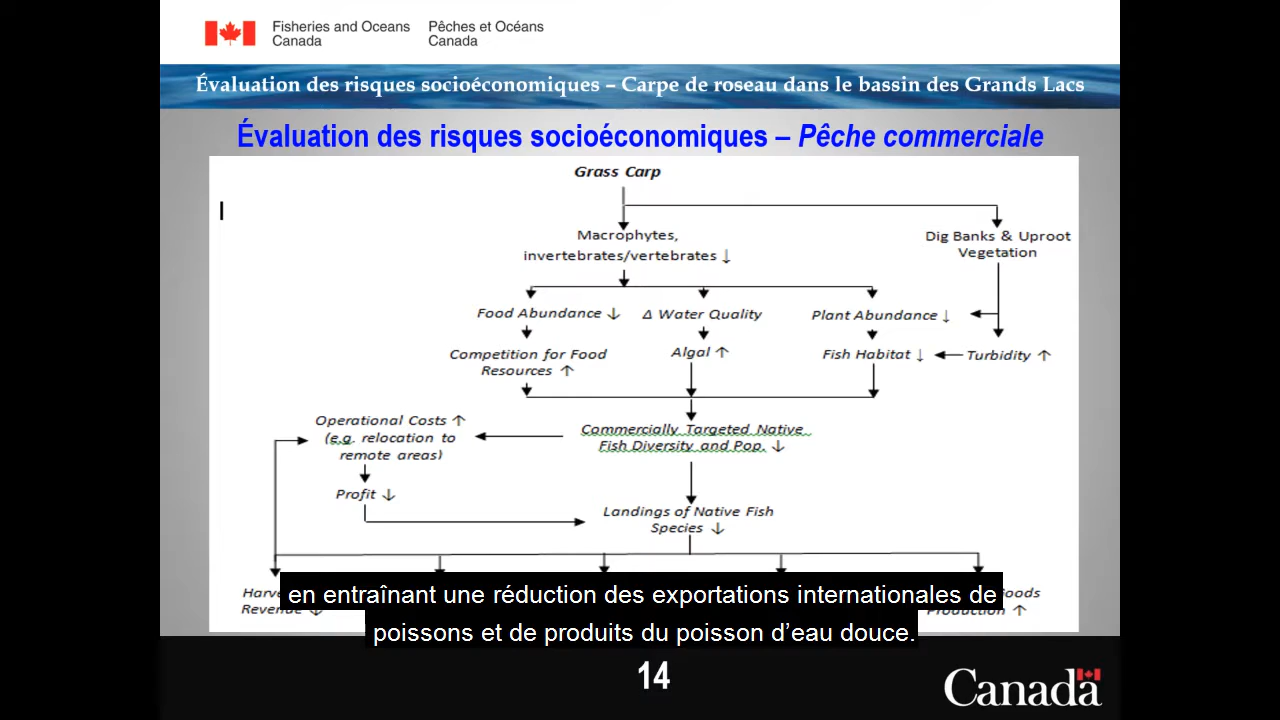 Fisheries and Oceans
Canada
Pêches et Océans
Canada
Évaluation des risques socioéconomiques – Carpe de roseau dans le bassin des Grands Lacs
Évaluation des risques socioéconomiques – Pêche commerciale
Grass Carp
Macrophytes,
invertebrates/vertebrates ↓
Dig Banks & Uproot
Vegetation
Food Abundance ↓
Δ Water Quality
Plant Abundance ↓
Competition for Food
Resources ↑
Algal ↑
Fish Habitat ↓
Turbidity ↑
Operational Costs ↑
(e.g. relocation to
remote areas)
Commercially Targeted Native
Fish Diversity and Pop. ↓
Profit ↓
Landings of Native Fish
Species ↓
Revenue ↓
Production ↑
en entraînant une réduction des exportations internationales de
poissons et de produits du poisson d’eau douce.
14
Canada